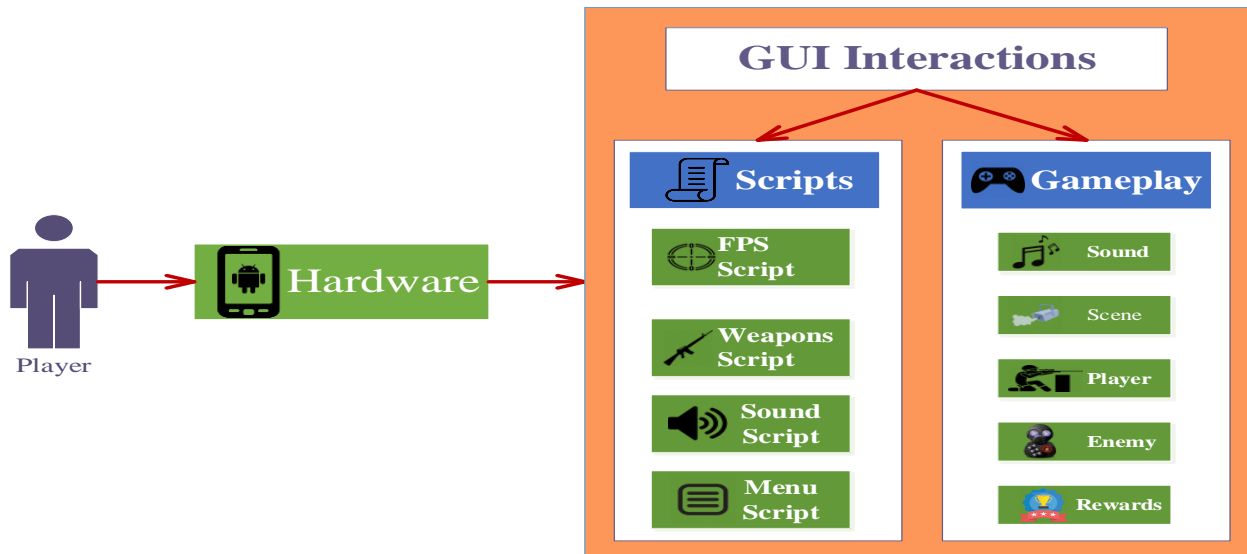 GUI Interactions
Scripts
FPS
Script
Weapons
Script
Sound
Script
Menu
Script
Gameplay
Sound
Scene
Player
Enemy
Rewards
Hardware
Player